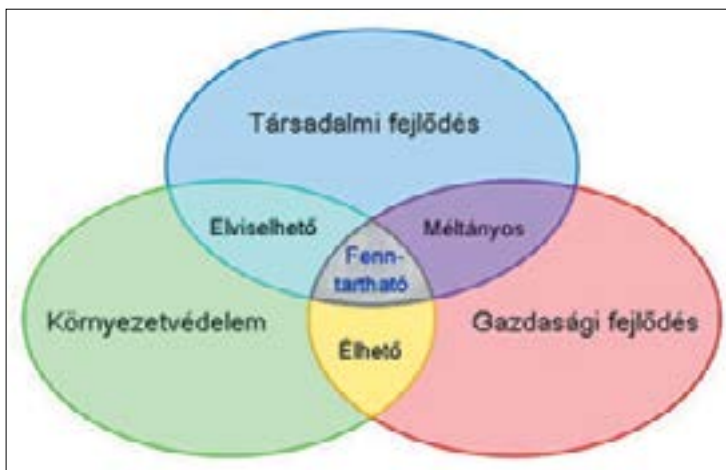 Társadalmi fejlődés
Elviselhető
Méltányos
Fenn-
tartható
Környezetvédelem
Gazdasági fejlődés
Élhető